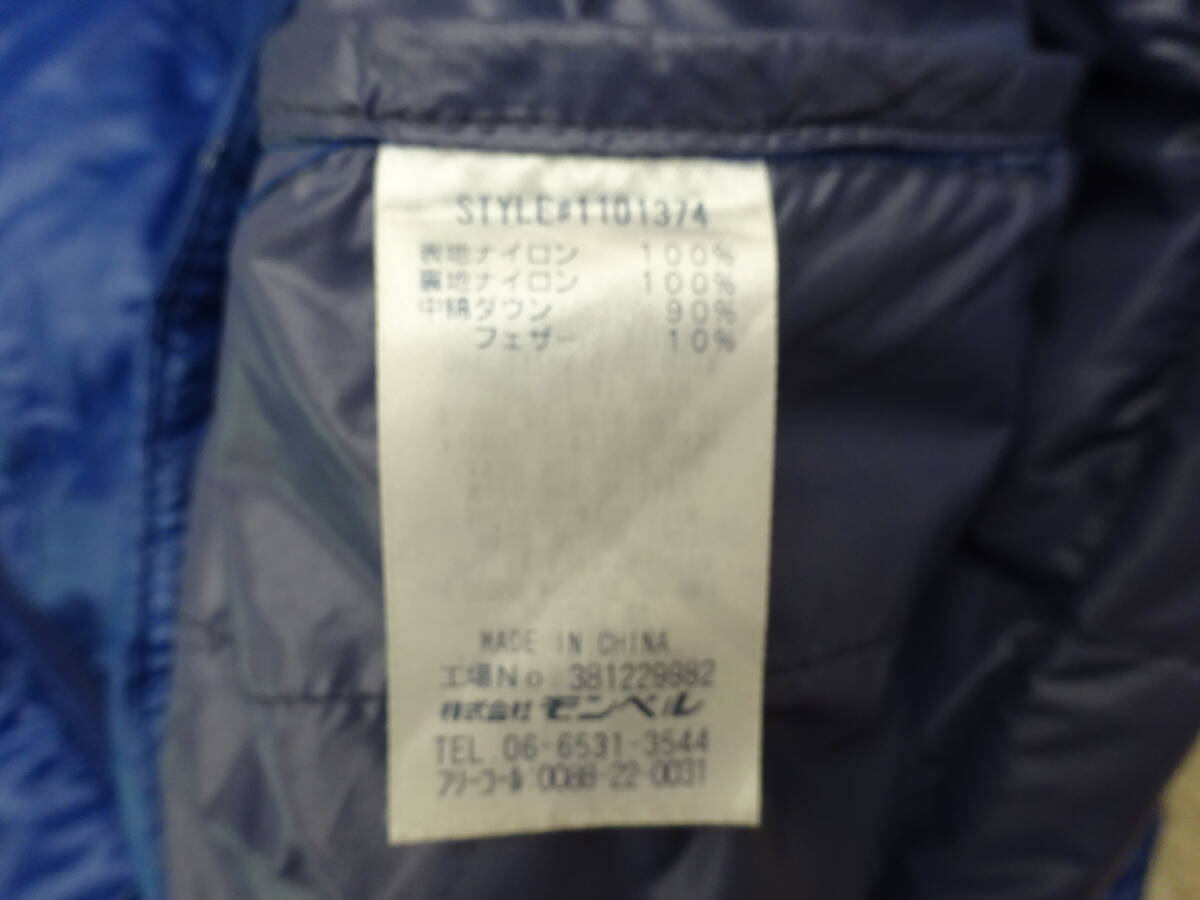 STYLE#1101374
表地ナイロン 100%
裏地ナイロン 100%
中綿ダウン 90%
フェザー 10%
MADE IN CHINA
工場No. 381229982
株式会社 モンベル
TEL. 06-6531-3544
フリーコール 0088-22-0031